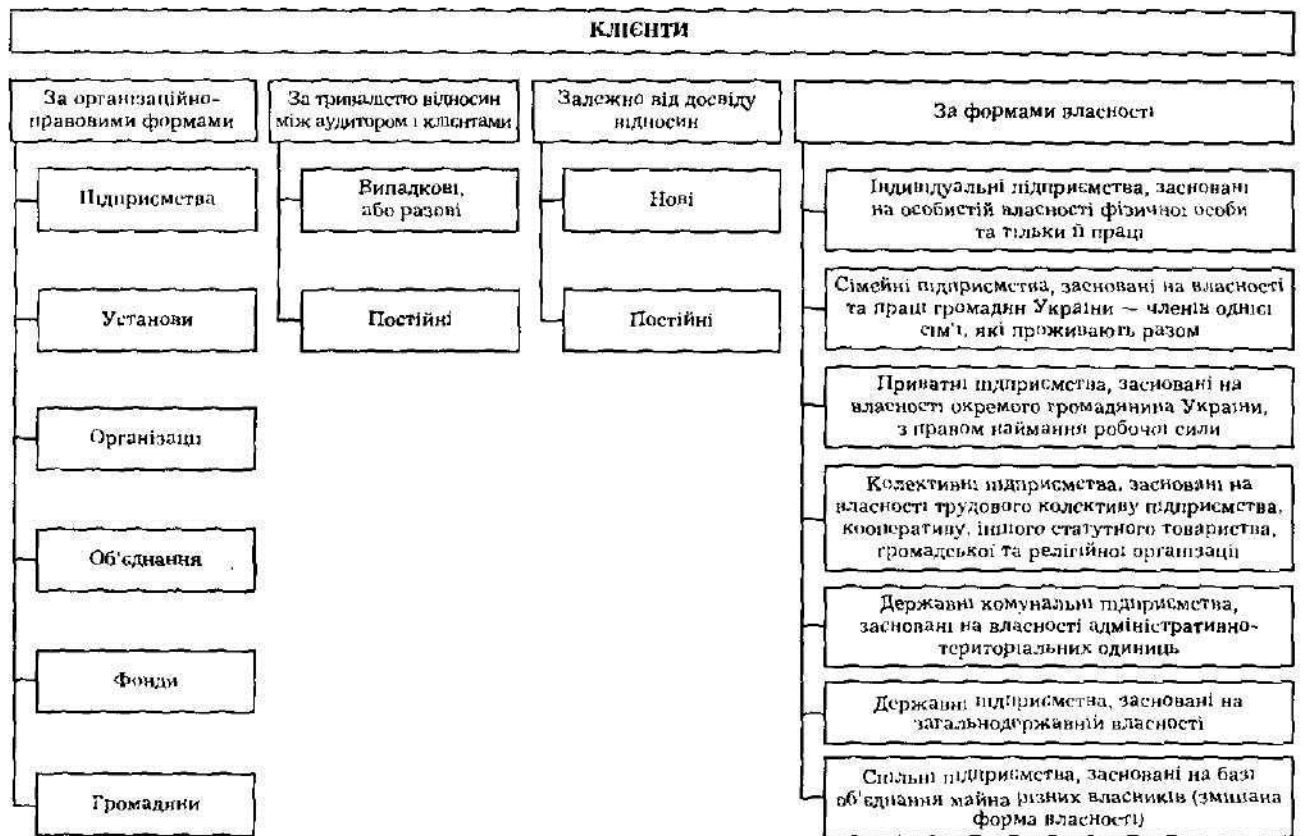 КЛІЄНТИ
За організаційно-
правовими формами
Підприємства
Установи
Організації
Об'єднання
Фонди
Громадяни
За тривалістю відносин
між аудитором і клієнтами
Випадкові,
або разові
Постійні
Залежно від досвіду
відносин
Нові
Постійні
За формами власності
Індивідуальні підприємства, засновані
на особистій власності фізичної особи
та тільки її праці
Сімейні підприємства, засновані на власності
та праці громадян України — членів однієї
сім'ї, які проживають разом
Приватні підприємства, засновані на
власності окремого громадянина України,
з правом наймання робочої сили
Колективні підприємства, засновані на
власності трудового колективу підприємства,
кооперативу, іншого статутного товариства,
громадської та релігійної організації
Державні комунальні підприємства,
засновані на власності адміністративно-
територіальних одиниць
Державні підприємства, засновані на
загальнодержавній власності
Спільні підприємства, засновані на базі
об'єднання майна різних власників (змішана
форма власності)